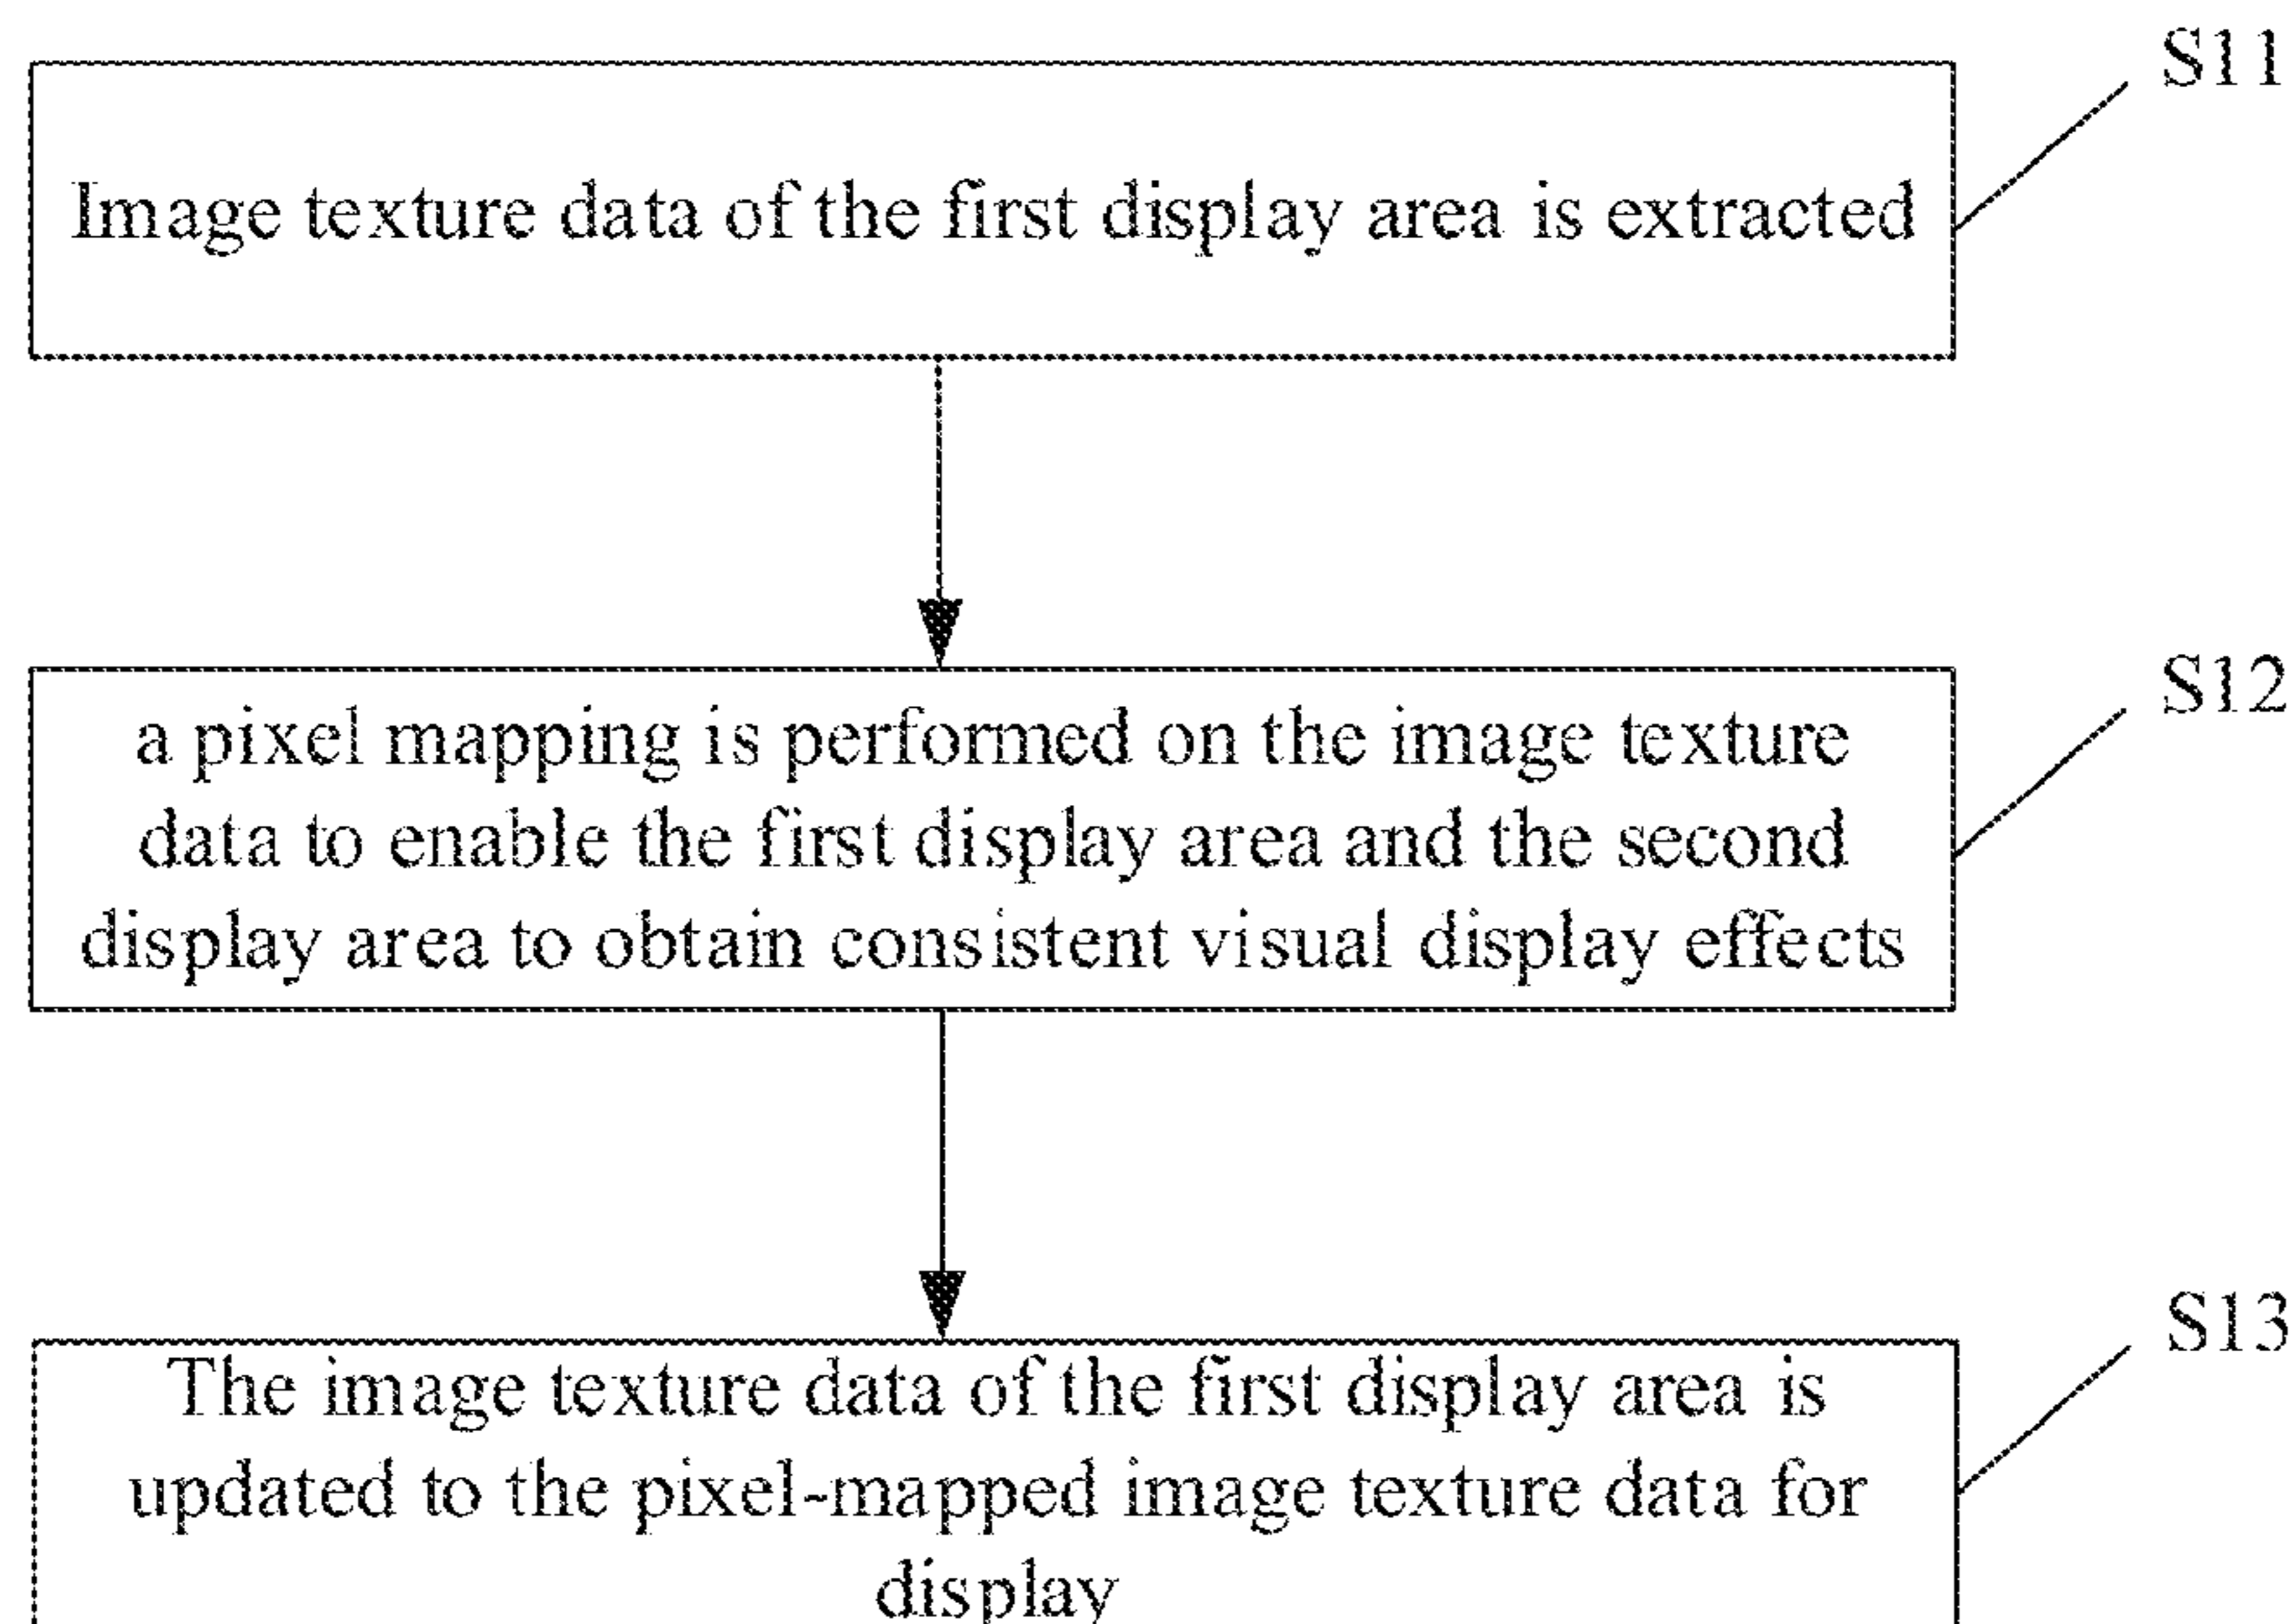 S11
Image texture data of the first display area is extracted
S12
a pixel mapping is performed on the image texture
data to enable the first display area and the second
display area to obtain consistent visual display effects
S13
The image texture data of the first display area is
updated to the pixel-mapped image texture data for
display